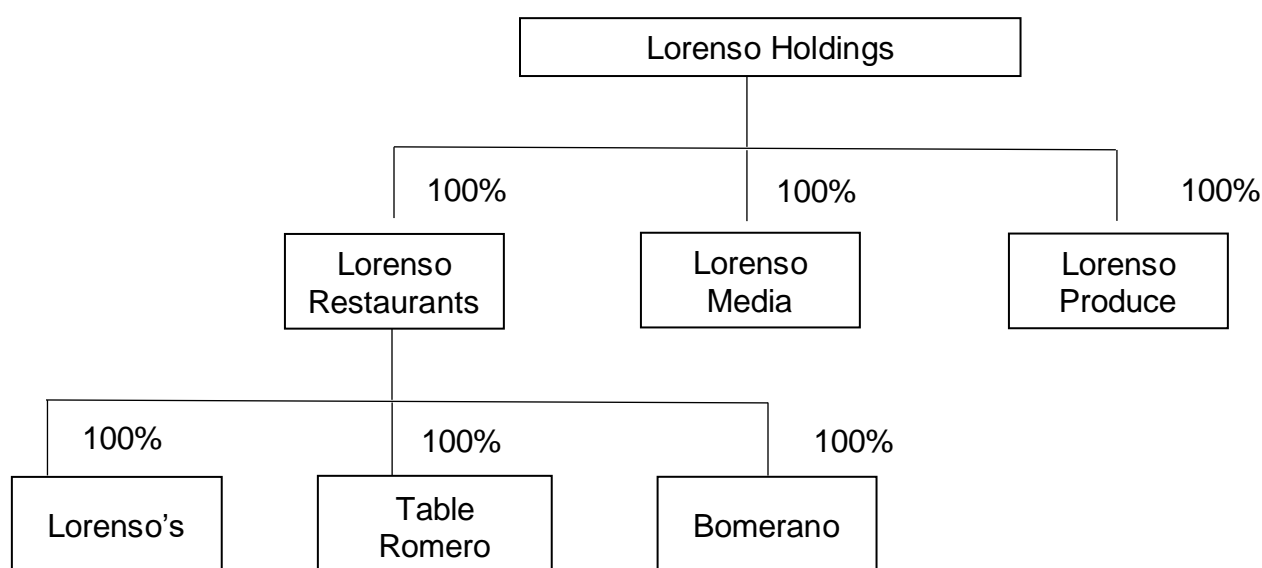 Lorenso Holdings
100%
100%
100%
Lorenso
Restaurants
Lorenso
Media
Lorenso
Produce
100%
100%
100%
Lorenso’s
Table
Romero
Bomerano